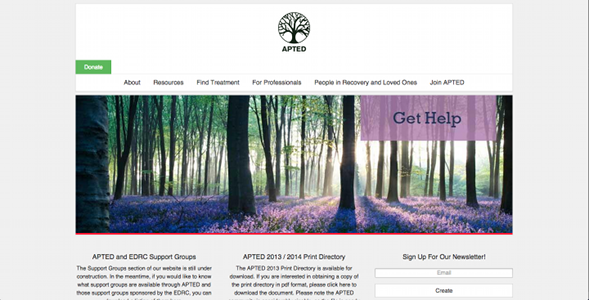 APTED
Donate
About Resources Find Treatment For Professionals People in Recovery and Loved Ones Join APTED
Get Help
APTED and EDRC Support Groups
The Support Groups section of our website is still under
construction. In the meantime, if you would like to know
what support groups are available through APTED and
those support groups sponsored by the EDRC, you can
APTED 2013 / 2014 Print Directory
The APTED 2013 Print Directory is available for
download. If you are interested in obtaining a copy of
the print directory in pdf format, please click here to
download the document. Please note the APTED
Sign Up For Our Newsletter!
Email
Create